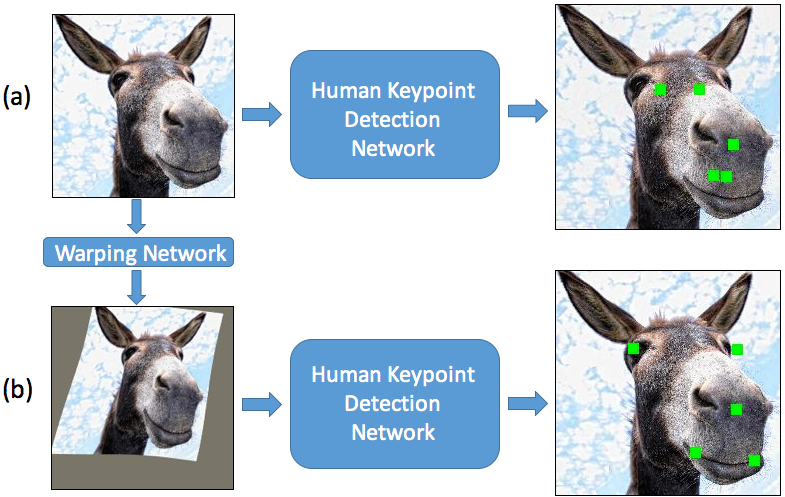 (a)
Human Keypoint
Detection
Network
Warping Network
(b)
Human Keypoint
Detection
Network